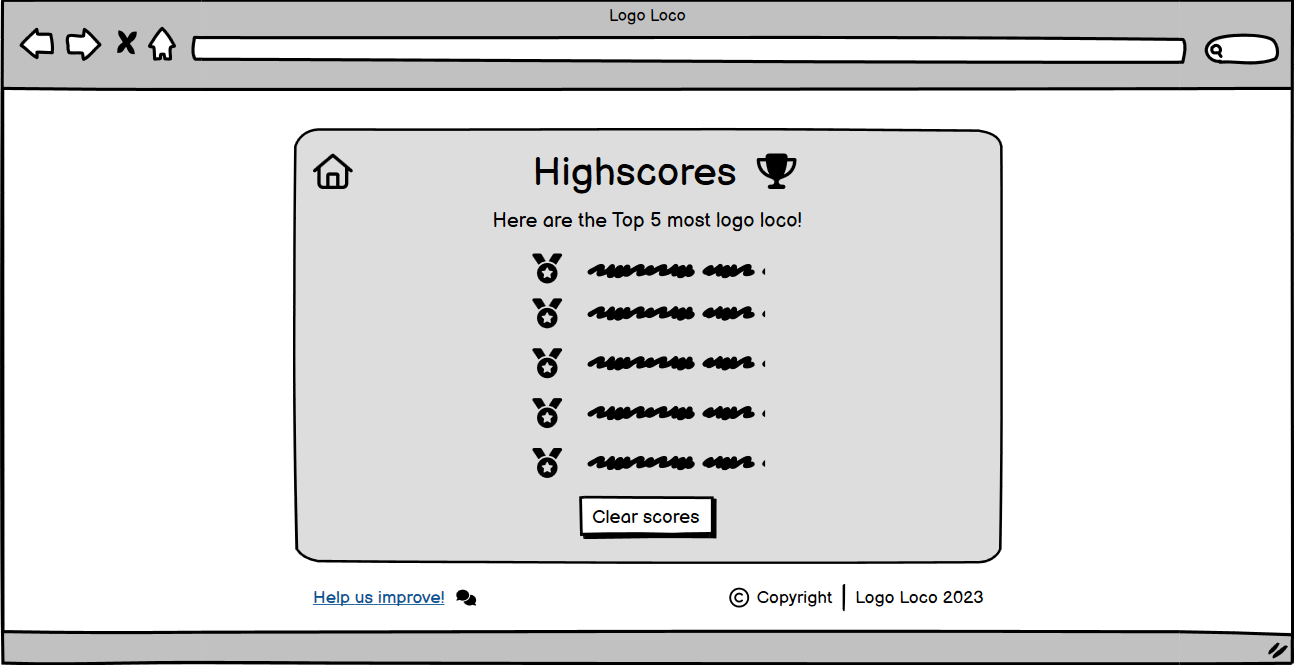 Logo Loco
Highscores
Here are the Top 5 most logo loco!
Clear scores
Help us improve!
© Copyright | Logo Loco 2023